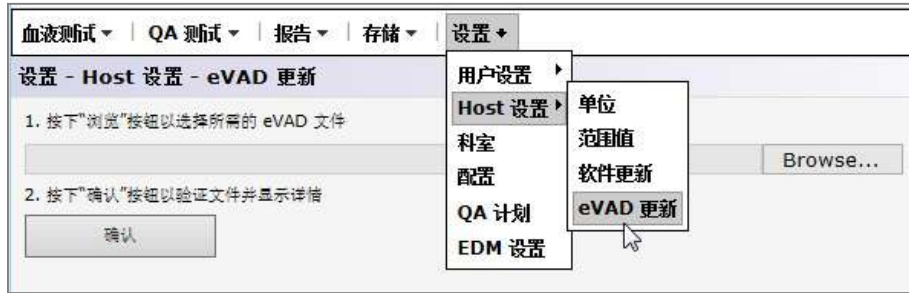 血液测试 QA 测试 报告 存储 设置
设置 - Host 设置 - eVAD 更新
1. 按下"浏览"按钮以选择所需的 eVAD 文件
Browse...
2. 按下"确认"按钮以验证文件并显示详情
确认
用户设置
Host 设置
科室
配置
QA 计划
EDM 设置
单位
范围值
软件更新
eVAD 更新